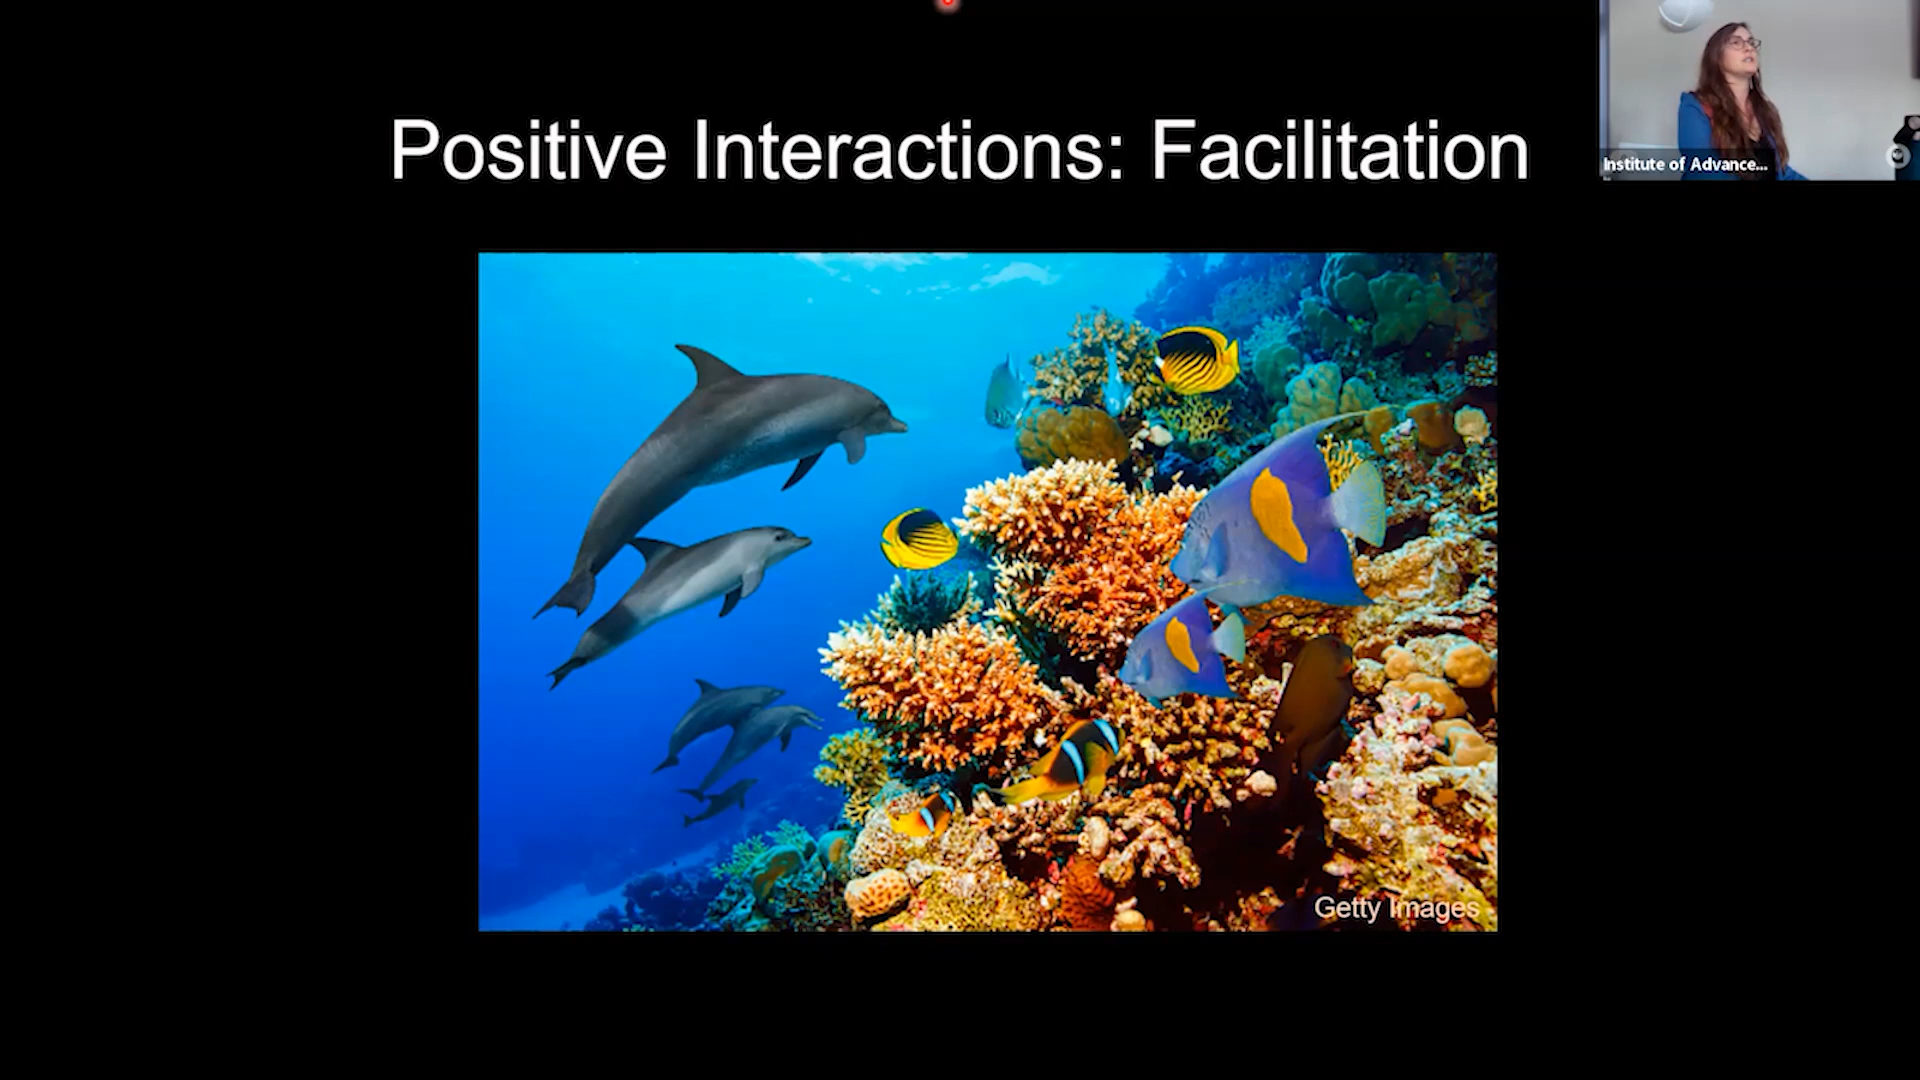 Positive Interactions: Facilitation
Institute of Advance...
Getty Images